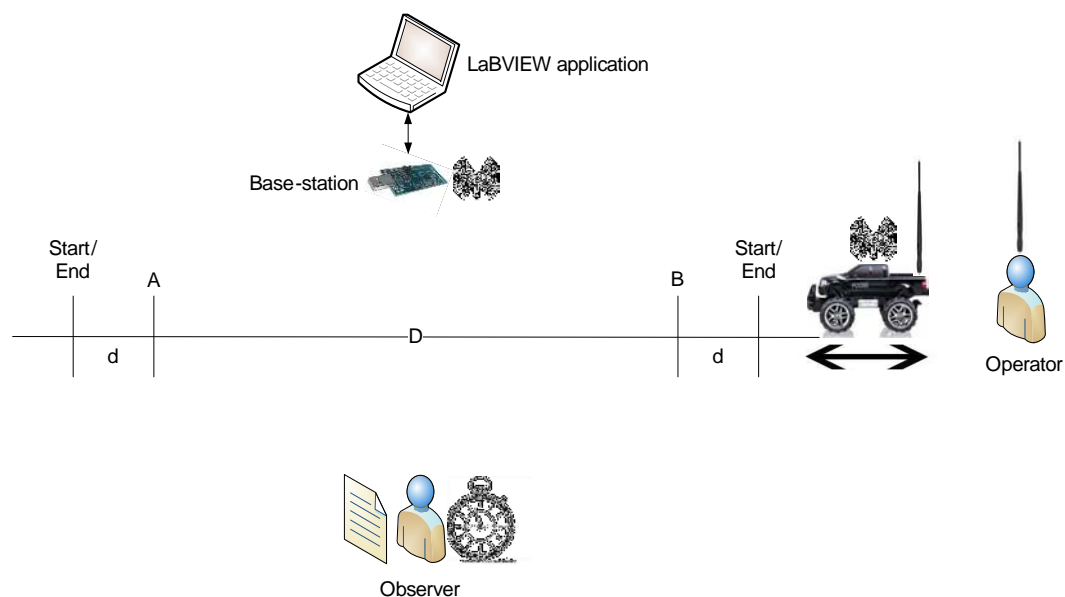 LaBVIEW application
Base-station
Start/
End
A
D
d
B
Start/
End
d
Operator
Observer